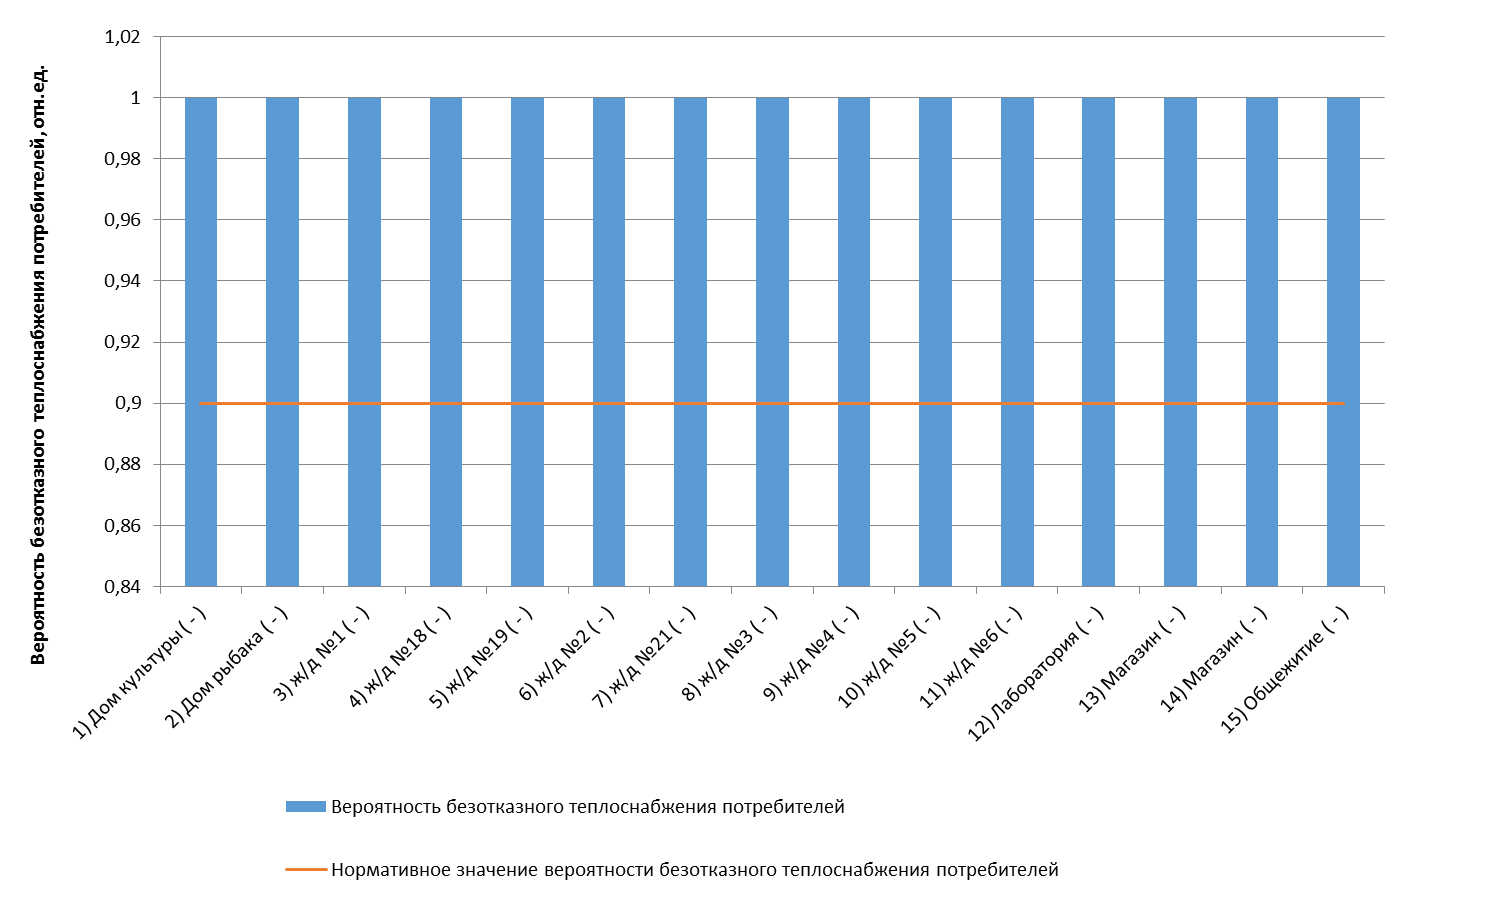 Вероятность безотказного теплоснабжения потребителей, отн.ед.
1,02
1
0,98
0,96
0,94
0,92
0,9
0,88
0,86
0,84
1) Дом культуры ( - )
2) Дом рыбака ( - )
3) ж/д №1 ( - )
4) ж/д №18 ( - )
5) ж/д №19 ( - )
6) ж/д №2 ( - )
7) ж/д №21 ( - )
8) ж/д №3 ( - )
9) ж/д №4 ( - )
10) ж/д №5 ( - )
11) ж/д №6 ( - )
12) Лаборатория ( - )
13) Магазин ( - )
14) Магазин ( - )
15) Общежитие ( - )
Вероятность безотказного теплоснабжения потребителей
Нормативное значение вероятности безотказного теплоснабжения потребителей